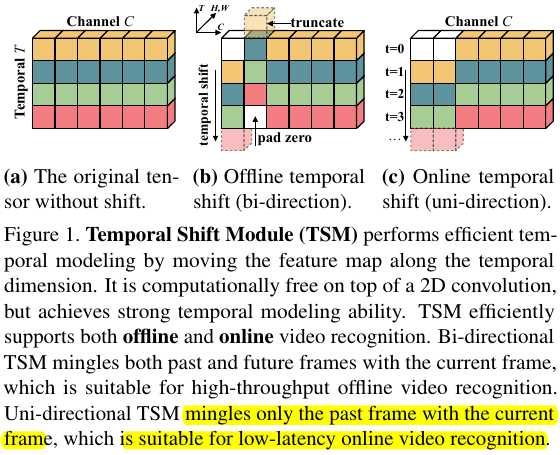 Channel C
Temporal T
T
H,W
C
truncate
temporal shift
pad zero
Channel C
t=0
t=1
t=2
t=3
...
(a) The original ten-
sor without shift.
(b) Offline temporal
shift (bi-direction).
(c) Online temporal
shift (uni-direction).
Figure 1. Temporal Shift Module (TSM) performs efficient tem-
poral modeling by moving the feature map along the temporal
dimension. It is computationally free on top of a 2D convolution,
but achieves strong temporal modeling ability. TSM efficiently
supports both offline and online video recognition. Bi-directional
TSM mingles both past and future frames with the current frame,
which is suitable for high-throughput offline video recognition.
Uni-directional TSM mingles only the past frame with the current
frame, which is suitable for low-latency online video recognition.